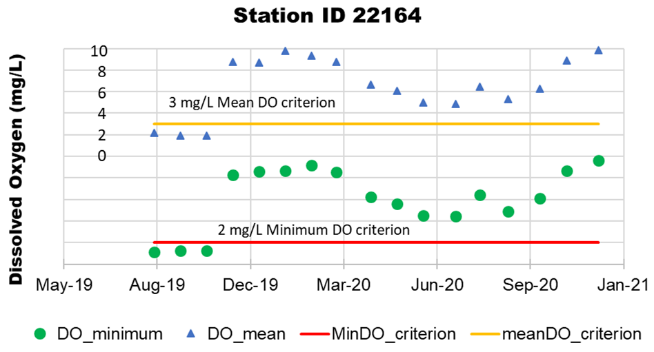 Station ID 22164
Dissolved Oxygen (mg/L)
10
8
6
4
2
0
3 mg/L Mean DO criterion
2 mg/L Minimum DO criterion
May-19 Aug-19 Dec-19 Mar-20 Jun-20 Sep-20 Jan-21
DO_minimum DO_mean MinDO_criterion meanDO_criterion